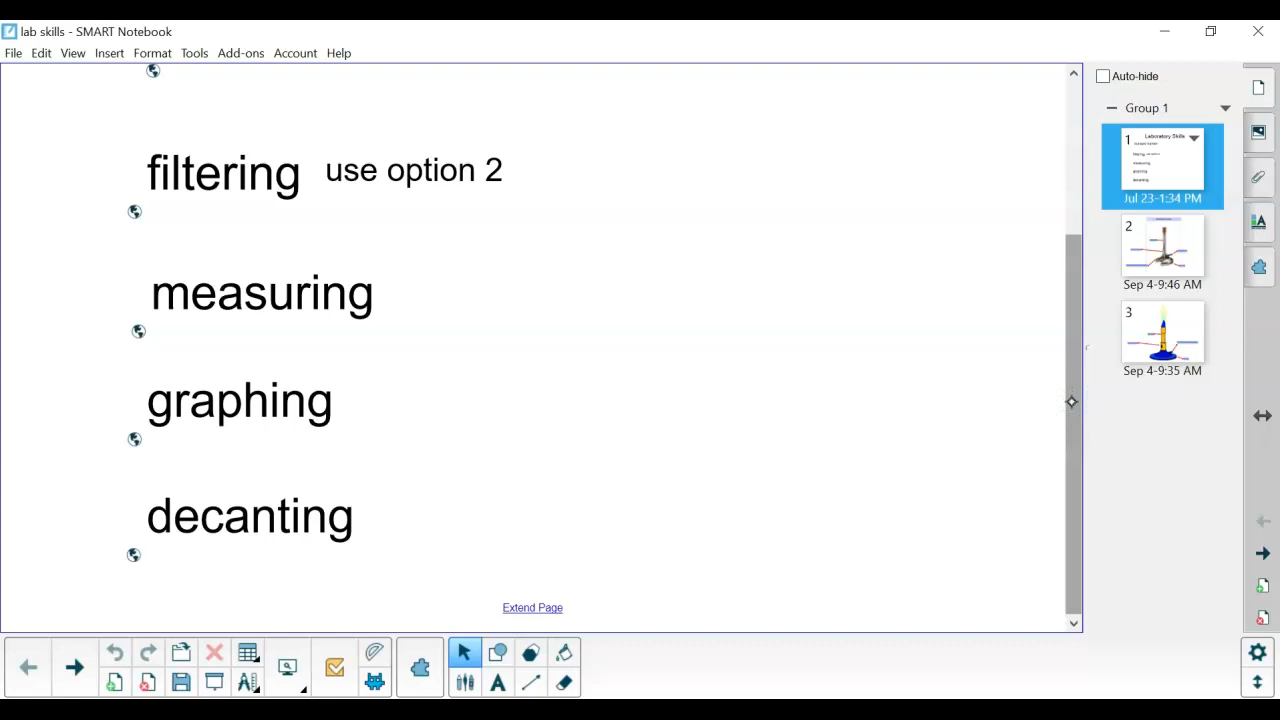 lab skills - SMART Notebook
File Edit View Insert Format Tools Add-ons Account Help
filtering use option 2
measuring
graphing
decanting
Extend Page
Auto-hide
Group 1
1
Laboratory Skills
Jul 23-1:34 PM
2
Sep 4-9:46 AM
3
Sep 4-9:35 AM